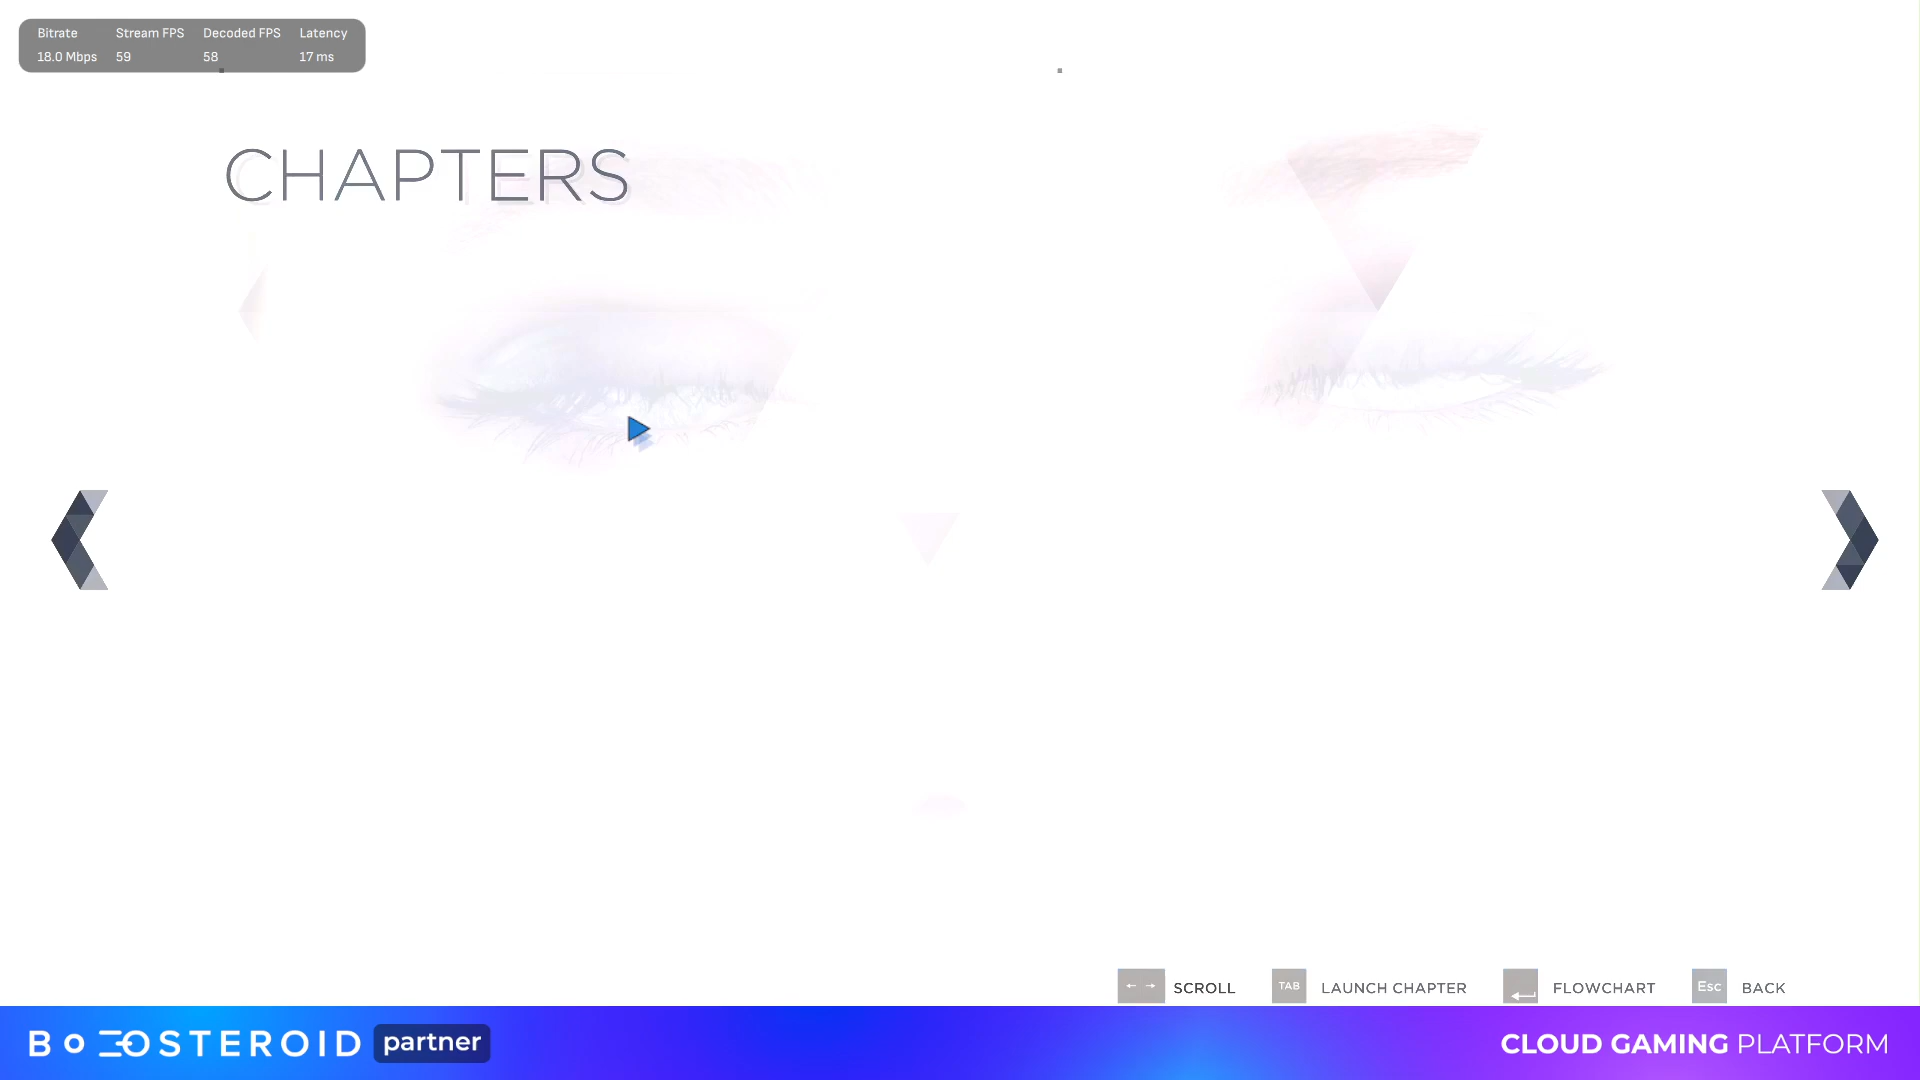 Bitrate Stream FPS Decoded FPS Latency
18.0 Mbps 59 58 17 ms
CHAPTERS
← → SCROLL TAB LAUNCH CHAPTER FLOWCHART Esc BACK
BOOSTEROID partner
CLOUD GAMING PLATFORM